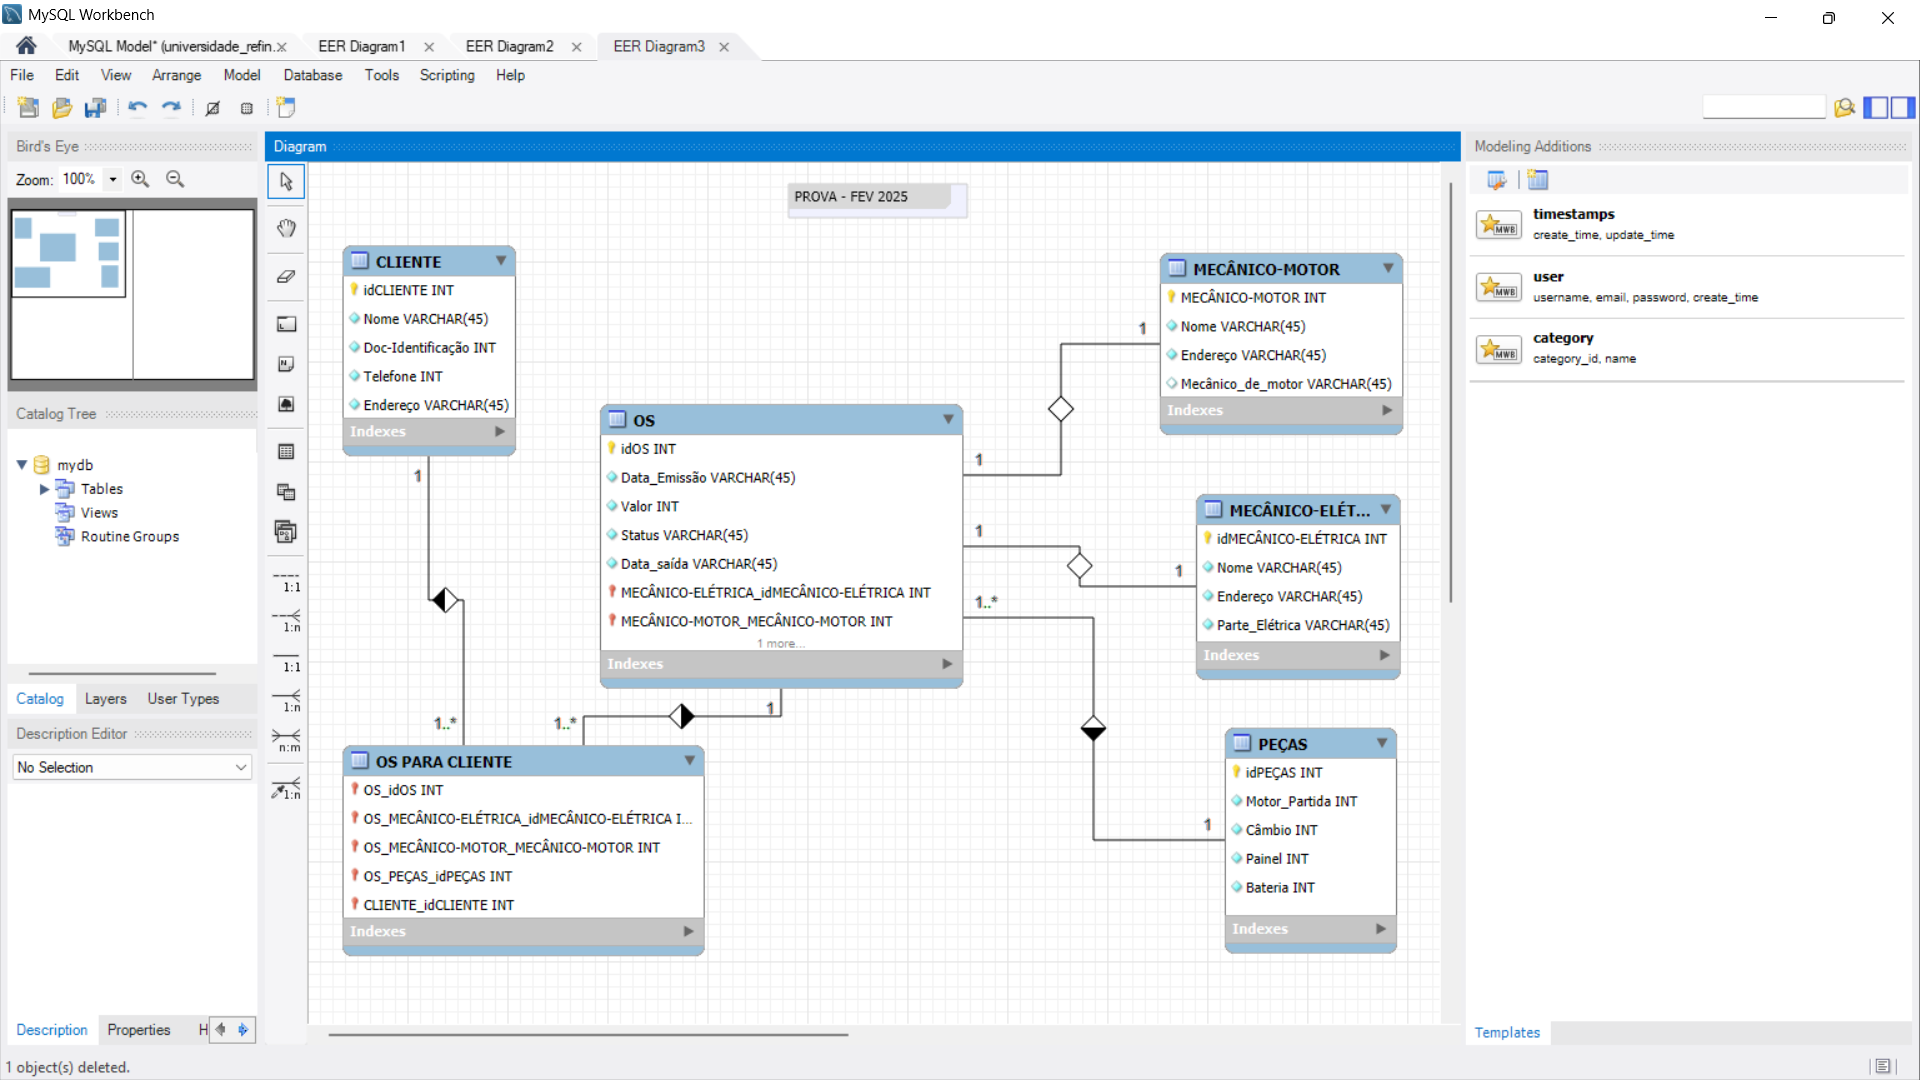 MySQL Workbench
MySQL Model* (universidade_refin.×
EER Diagram1
EER Diagram2
EER Diagram3
File Edit View Arrange Model Database Tools Scripting Help
Bird's Eye
Zoom: 100%
Catalog Tree
mydb
Tables
Views
Routine Groups
Catalog Layers User Types
Description Editor
No Selection
Description Properties H
1 object(s) deleted.
Diagram
1:1
1:n
1:1
1:n
n:m
1:n
PROVA - FEV 2025
CLIENTE
idCLIENTE INT
Nome VARCHAR(45)
Doc-Identificação INT
Telefone INT
Endereço VARCHAR(45)
Indexes
1
1..*
OS
idOS INT
Data_Emissão VARCHAR(45)
Valor INT
Status VARCHAR(45)
Data_saída VARCHAR(45)
MECÂNICO-ELÉTRICA_idMECÂNICO-ELÉTRICA INT
MECÂNICO-MOTOR_MECÂNICO-MOTOR INT
1 more...
Indexes
1
1..*
OS PARA CLIENTE
OS_idOS INT
OS_MECÂNICO-ELÉTRICA_idMECÂNICO-ELÉTRICA I...
OS_MECÂNICO-MOTOR_MECÂNICO-MOTOR INT
OS_PEÇAS_idPEÇAS INT
CLIENTE_idCLIENTE INT
Indexes
1
1
MECÂNICO-MOTOR
MECÂNICO-MOTOR INT
Nome VARCHAR(45)
Endereço VARCHAR(45)
Mecânico_de_motor VARCHAR(45)
Indexes
1
1
MECÂNICO-ELÉT...
idMECÂNICO-ELÉTRICA INT
Nome VARCHAR(45)
Endereço VARCHAR(45)
Parte_Elétrica VARCHAR(45)
Indexes
1..*
1
PEÇAS
idPEÇAS INT
Motor_Partida INT
Câmbio INT
Painel INT
Bateria INT
Indexes
Modeling Additions
MWB
timestamps
create_time, update_time
MWB
user
username, email, password, create_time
MWB
category
category_id, name
Templates